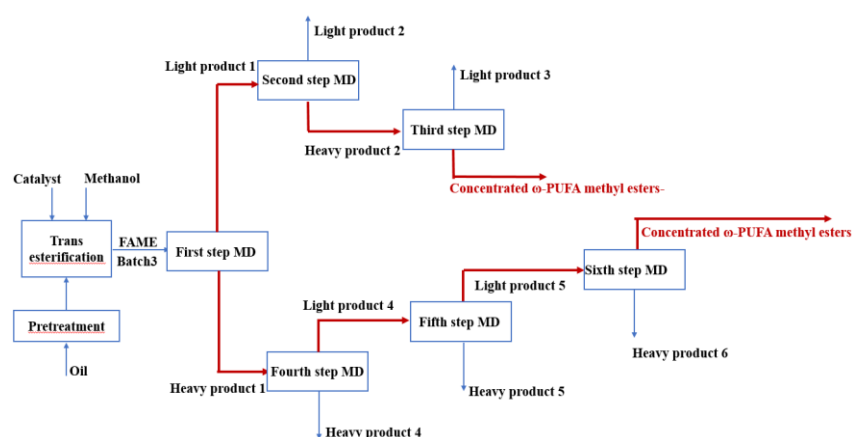 Light product 2
Light product 1
Second step MD
Light product 3
Third step MD
Heavy product 2
Catalyst
Methanol
Concentrated ω-PUFA methyl esters-
Trans
esterification
FAME
Batch3
First step MD
Concentrated ω-PUFA methyl esters
Sixth step MD
Light product 5
Light product 4
Pretreatment
Fifth step MD
Heavy product 6
Oil
Heavy product 1
Fourth step MD
Heavy product 5
Heavy product 4